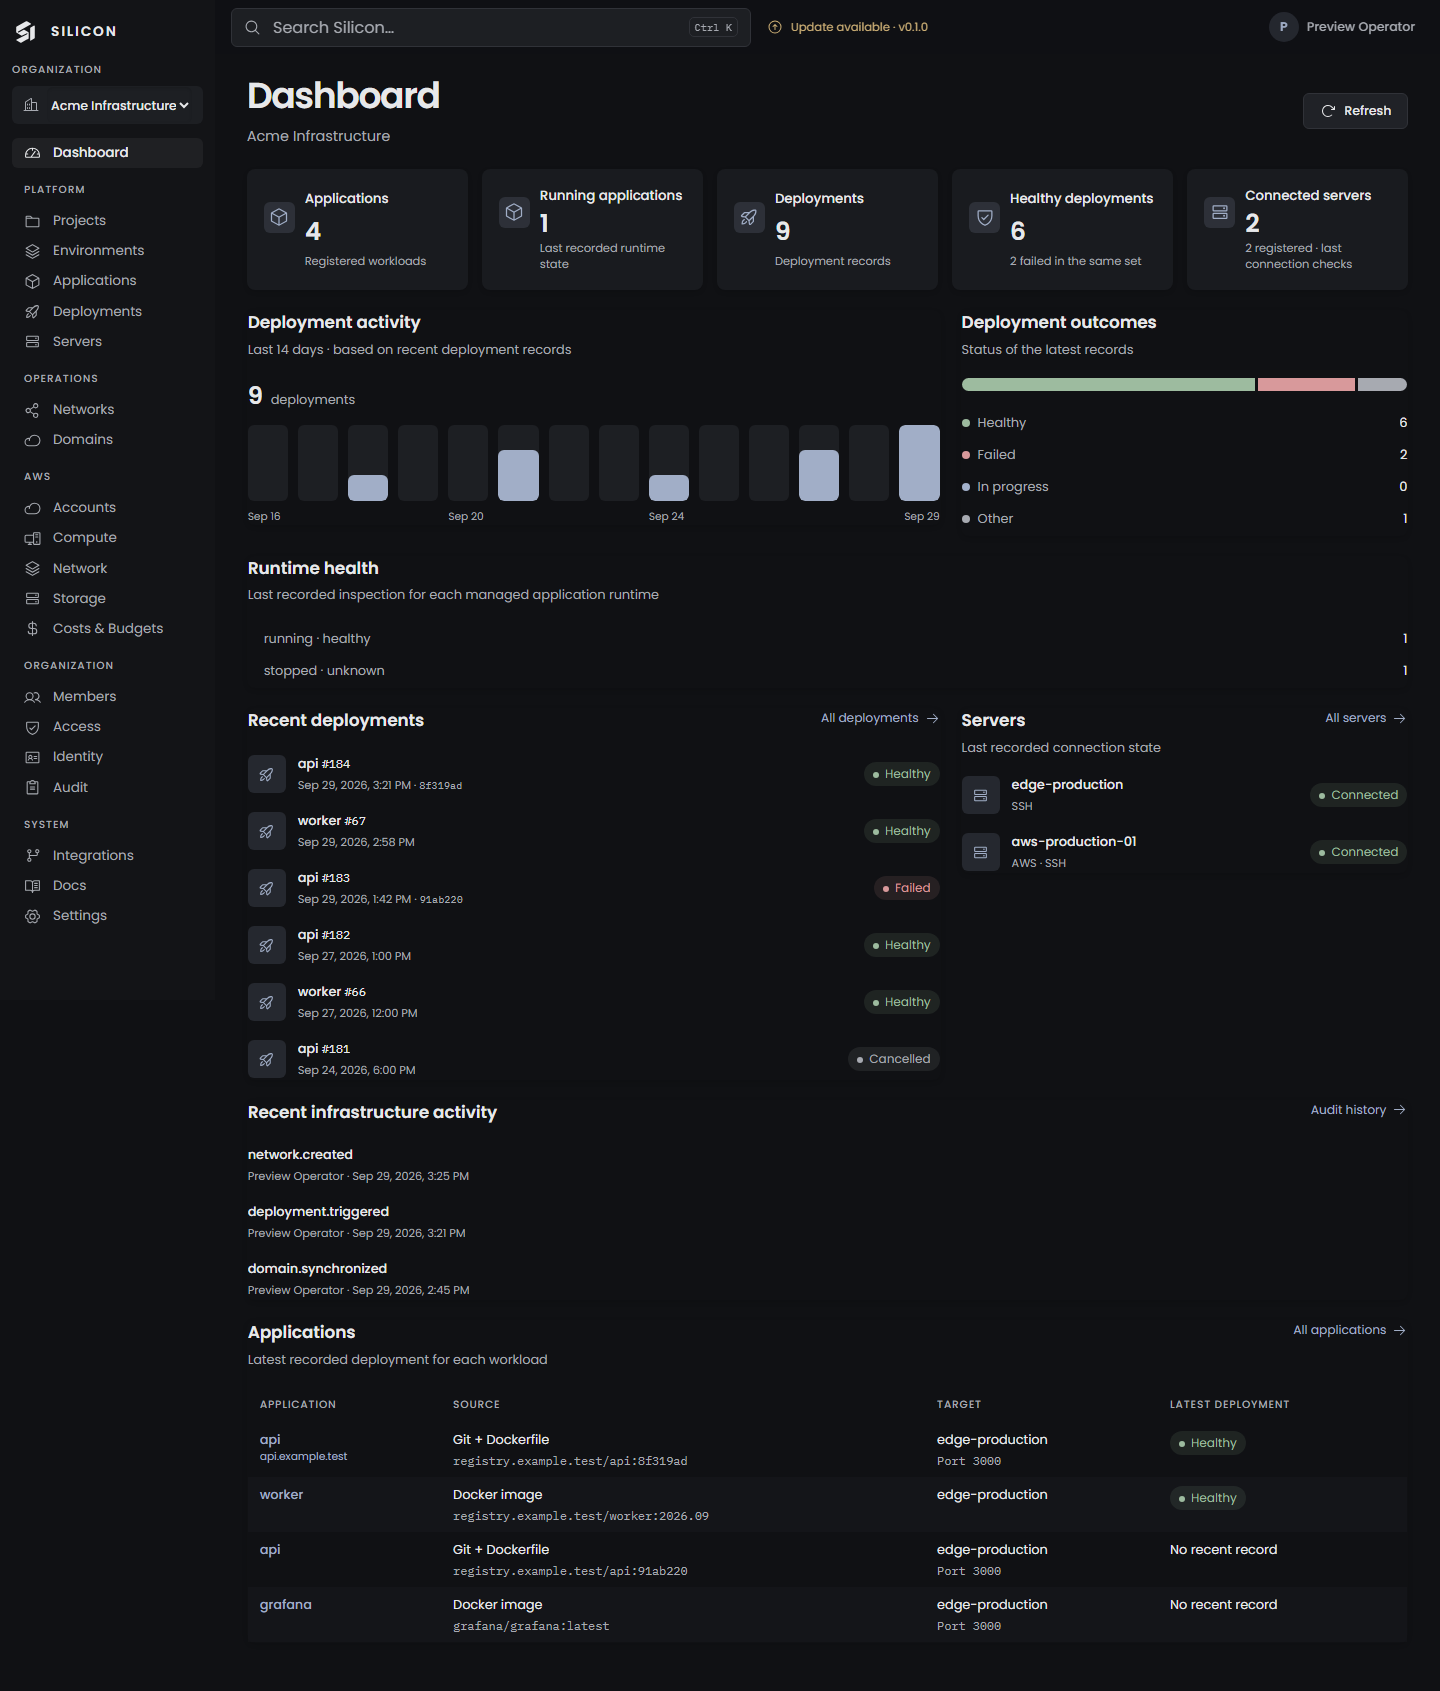 SILICON
Search Silicon...
Ctrl K
Update available · v0.1.0
P
Preview Operator
ORGANIZATION
Acme Infrastructure
Dashboard
PLATFORM
Projects
Environments
Applications
Deployments
Servers
OPERATIONS
Networks
Domains
AWS
Accounts
Compute
Network
Storage
Costs & Budgets
ORGANIZATION
Members
Access
Identity
Audit
SYSTEM
Integrations
Docs
Settings
Dashboard
Acme Infrastructure
Refresh
Applications
4
Registered workloads
Running applications
1
Last recorded runtime
state
Deployments
9
Deployment records
Healthy deployments
6
2 failed in the same set
Connected servers
2
2 registered · last
connection checks
Deployment activity
Last 14 days · based on recent deployment records
9 deployments
Sep 16
Sep 20
Sep 24
Sep 29
Deployment outcomes
Status of the latest records
Healthy 6
Failed 2
In progress 0
Other 1
Runtime health
Last recorded inspection for each managed application runtime
running · healthy 1
stopped · unknown 1
Recent deployments
All deployments →
api #184
Sep 29, 2026, 3:21 PM · 8f319ad
Healthy
worker #67
Sep 29, 2026, 2:58 PM
Healthy
api #183
Sep 29, 2026, 1:42 PM · 91ab220
Failed
api #182
Sep 27, 2026, 1:00 PM
Healthy
worker #66
Sep 27, 2026, 12:00 PM
Healthy
api #181
Sep 24, 2026, 6:00 PM
Cancelled
Servers
All servers →
Last recorded connection state
edge-production
SSH
Connected
aws-production-01
AWS · SSH
Connected
Recent infrastructure activity
Audit history →
network.created
Preview Operator · Sep 29, 2026, 3:25 PM
deployment.triggered
Preview Operator · Sep 29, 2026, 3:21 PM
domain.synchronized
Preview Operator · Sep 29, 2026, 2:45 PM
Applications
All applications →
Latest recorded deployment for each workload
APPLICATION SOURCE TARGET LATEST DEPLOYMENT
api Git + Dockerfile edge-production Healthy
api.example.test registry.example.test/api:8f319ad Port 3000
worker Docker image edge-production Healthy
registry.example.test/worker:2026.09
api Git + Dockerfile edge-production No recent record
registry.example.test/api:91ab220 Port 3000
grafana Docker image edge-production No recent record
grafana/grafana:latest Port 3000